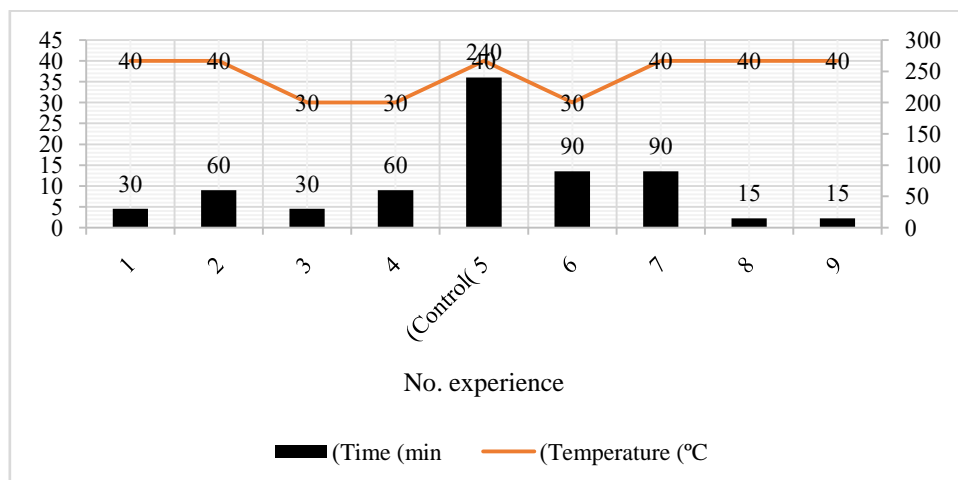 45 300
40 250
35 200
30 150
25 100
20 50
15 0
10
5
0
40 40 30 30 40 30 40 40 40
30 60 30 60 240 90 90 15 15
1 2 3 4 (Control( 5 6 7 8 9
No. experience
(Time (min (Temperature (ºC